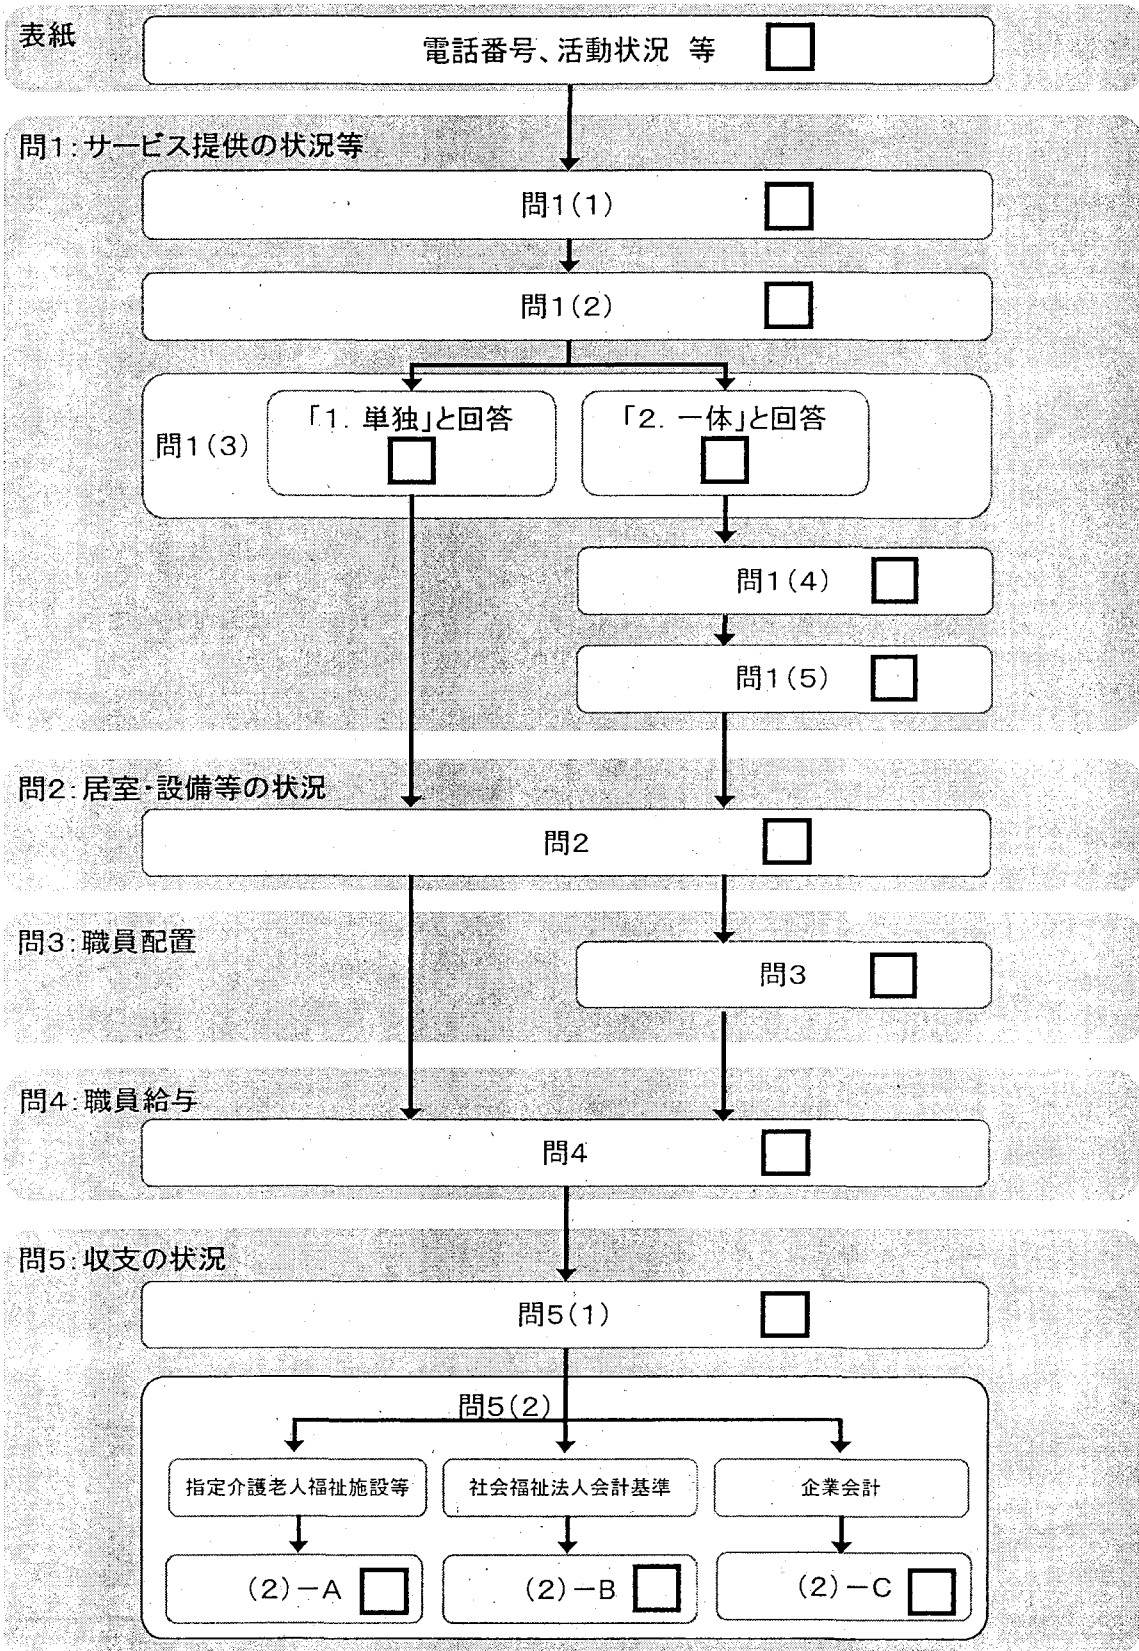 表紙
電話番号、活動状況 等
問1:サービス提供の状況等
問1(1)
問1(2)
問1(3)
「1. 単独」と回答
「2. 一体」と回答
問1(4)
問1(5)
問2:居室・設備等の状況
問2
問3:職員配置
問3
問4:職員給与
問4
問5:収支の状況
問5(1)
問5(2)
指定介護老人福祉施設等
社会福祉法人会計基準
企業会計
(2)-A
(2)-B
(2)-C